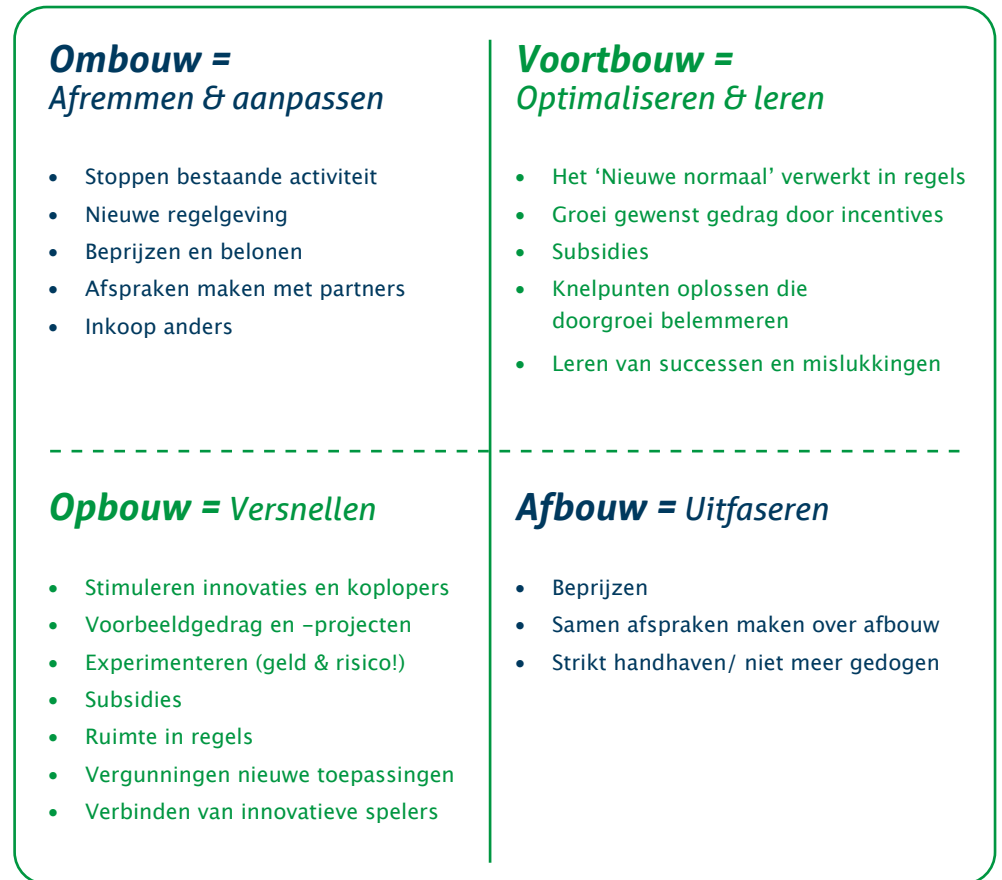 Ombouw =
Afremmen & aanpassen
• Stoppen bestaande activiteit
• Nieuwe regelgeving
• Beprijzen en belonen
• Afspraken maken met partners
• Inkoop anders
Voortbouw =
Optimaliseren & leren
• Het ‘Nieuwe normaal’ verwerkt in regels
• Groei gewenst gedrag door incentives
• Subsidies
• Knelpunten oplossen die
doorgroei belemmeren
• Leren van successen en mislukkingen
Opbouw = Versnellen
• Stimuleren innovaties en koplopers
• Voorbeeldgedrag en -projecten
• Experimenteren (geld & risico!)
• Subsidies
• Ruimte in regels
• Vergunningen nieuwe toepassingen
• Verbinden van innovatieve spelers
Afbouw = Uitfaseren
• Beprijzen
• Samen afspraken maken over afbouw
• Strikt handhaven/ niet meer gedogen